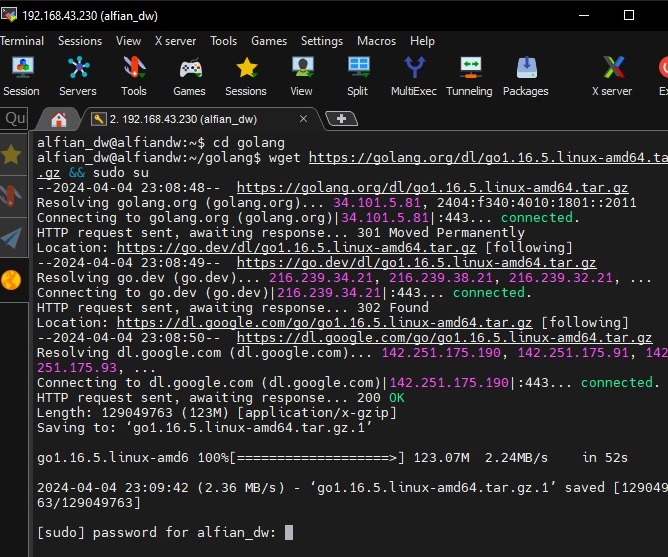 192.168.43.230 (alfian_dw)
Terminal Sessions View X server Tools Games Settings Macros Help
Session Servers Tools Games Sessions View Split MultiExec Tunneling Packages X server Ex
Qu
2. 192.168.43.230 (alfian_dw)
alfian_dw@alfiandw:~$ cd golang
alfian_dw@alfiandw:~/golang$ wget https://golang.org/dl/go1.16.5.linux-amd64.ta
.gz && sudo su
--2024-04-04 23:08:48-- https://golang.org/dl/go1.16.5.linux-amd64.tar.gz
Resolving golang.org (golang.org)... 34.101.5.81, 2404:f340:4010:1801::2011
Connecting to golang.org (golang.org)|34.101.5.81|:443... connected.
HTTP request sent, awaiting response... 301 Moved Permanently
Location: https://go.dev/dl/go1.16.5.linux-amd64.tar.gz [following]
--2024-04-04 23:08:49-- https://go.dev/dl/go1.16.5.linux-amd64.tar.gz
Resolving go.dev (go.dev)... 216.239.34.21, 216.239.38.21, 216.239.32.21, ...
Connecting to go.dev (go.dev)|216.239.34.21|:443... connected.
HTTP request sent, awaiting response... 302 Found
Location: https://dl.google.com/go/go1.16.5.linux-amd64.tar.gz [following]
--2024-04-04 23:08:50-- https://dl.google.com/go/go1.16.5.linux-amd64.tar.gz
Resolving dl.google.com (dl.google.com)... 142.251.175.190, 142.251.175.91, 142
251.175.93, ...
Connecting to dl.google.com (dl.google.com)|142.251.175.190|:443... connected.
HTTP request sent, awaiting response... 200 OK
Length: 129049763 (123M) [application/x-gzip]
Saving to: ‘go1.16.5.linux-amd64.tar.gz.1’
go1.16.5.linux-amd6 100%[===================>] 123.07M 2.24MB/s in 52s
2024-04-04 23:09:42 (2.36 MB/s) - ‘go1.16.5.linux-amd64.tar.gz.1’ saved [129049
63/129049763]
[sudo] password for alfian_dw: